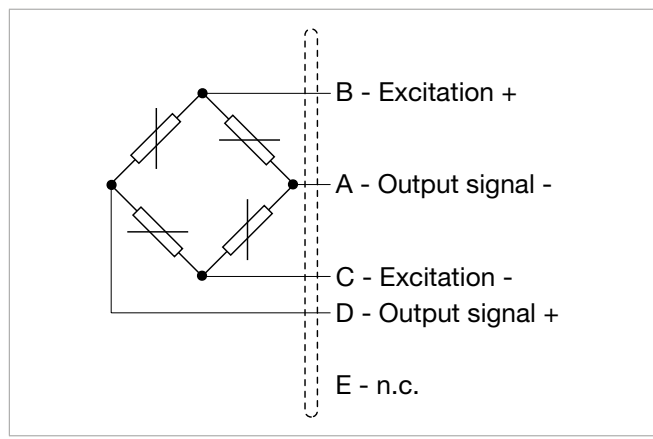 B - Excitation +
A - Output signal -
C - Excitation -
D - Output signal +
E - n.c.